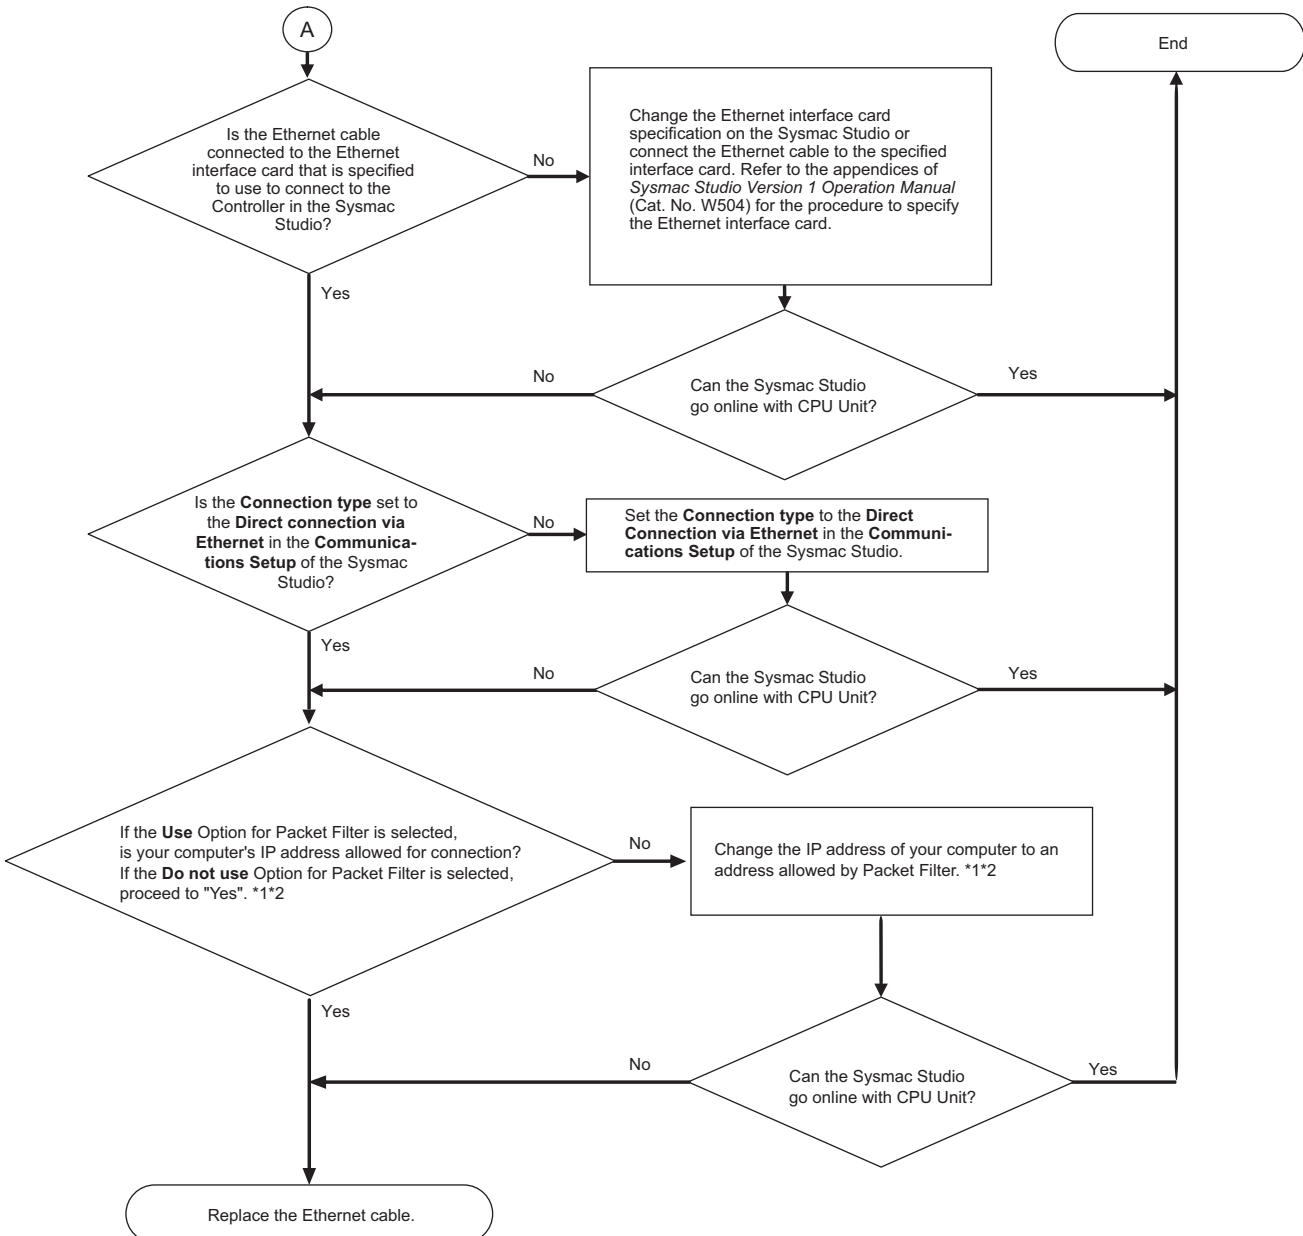 A
End
Is the Ethernet cable
connected to the Ethernet
interface card that is specified
to use to connect to the
Controller in the Sysmac
Studio?
No
Change the Ethernet interface card
specification on the Sysmac Studio or
connect the Ethernet cable to the specified
interface card. Refer to the appendices of
Sysmac Studio Version 1 Operation Manual
(Cat. No. W504) for the procedure to specify
the Ethernet interface card.
Yes
No
Can the Sysmac Studio
go online with CPU Unit?
Yes
Is the Connection type set to
the Direct connection via
Ethernet in the Communica-
tions Setup of the Sysmac
Studio?
No
Set the Connection type to the Direct
Connection via Ethernet in the Communi-
cations Setup of the Sysmac Studio.
Yes
No
Can the Sysmac Studio
go online with CPU Unit?
Yes
If the Use Option for Packet Filter is selected,
is your computer's IP address allowed for connection?
If the Do not use Option for Packet Filter is selected,
proceed to "Yes". *1*2
No
Change the IP address of your computer to an
address allowed by Packet Filter. *1*2
Yes
No
Can the Sysmac Studio
go online with CPU Unit?
Yes
Replace the Ethernet cable.